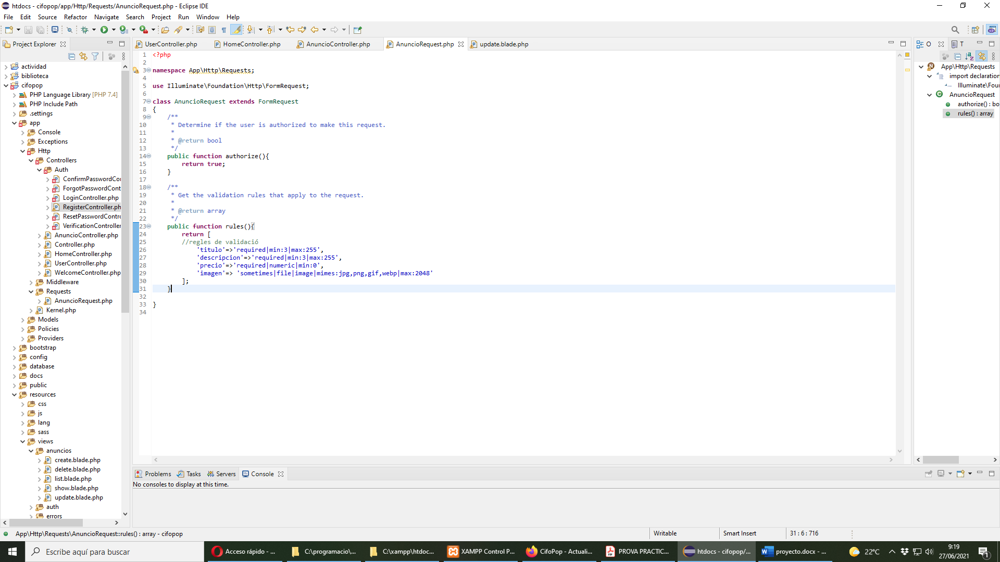 htdocs - cifopop/app/Http/Requests/AnuncioRequest.php - Eclipse IDE
File Edit Source Refactor Navigate Search Project Run Window Help
Project Explorer
UserController.php HomeController.php AnuncioController.php AnuncioRequest.php update.blade.php
O T
actividad
biblioteca
cifopop
PHP Language Library [PHP 7.4]
PHP Include Path
.settings
app
Console
Exceptions
Http
Controllers
Auth
ConfirmPasswordCo
ForgotPasswordCont
LoginController.php
RegisterController.ph
ResetPasswordContr
VerificationController
AnuncioController.php
Controller.php
HomeController.php
UserController.php
WelcomeController.php
Middleware
Requests
AnuncioRequest.php
Kernel.php
Models
Policies
Providers
bootstrap
config
database
docs
public
resources
css
js
lang
sass
views
anuncios
create.blade.php
delete.blade.php
list.blade.php
show.blade.php
update.blade.php
auth
errors
1 <?php
2
3 namespace App\Http\Requests;
4
5 use Illuminate\Foundation\Http\FormRequest;
6
7 class AnuncioRequest extends FormRequest
8 {
9 /**
10 * Determine if the user is authorized to make this request.
11 *
12 * @return bool
13 */
14 public function authorize(){
15 return true;
16 }
17
18 /**
19 * Get the validation rules that apply to the request.
20 *
21 * @return array
22 */
23 public function rules(){
24 return [
25 //regles de validació
26 'titulo'=>'required|min:3|max:255',
27 'descripcion'=>'required|min:3|max:255',
28 'precio'=>'required|numeric|min:0',
29 'imagen'=> 'sometimes|file|image|mimes:jpg,png,gif,webp|max:2048'
30 ];
31 }
32
33 }
34
App\Http\Requests
import declaration
Illuminate\Fou
AnuncioRequest
authorize() : bo
rules() : array
Problems Tasks Servers Console
No consoles to display at this time.
App\Http\Requests\AnuncioRequest::rules() : array - cifopop
Writable Smart Insert 31 : 6 : 716
Escribe aquí para buscar
Acceso rápido - ...
C:\programacio\...
C:\xampp\htdoc...
XAMPP Control P...
CifoPop - Actuali...
PROVA PRACTIC...
htdocs - cifopop/...
proyecto.docx - ...
22°C
9:19
27/06/2021
1